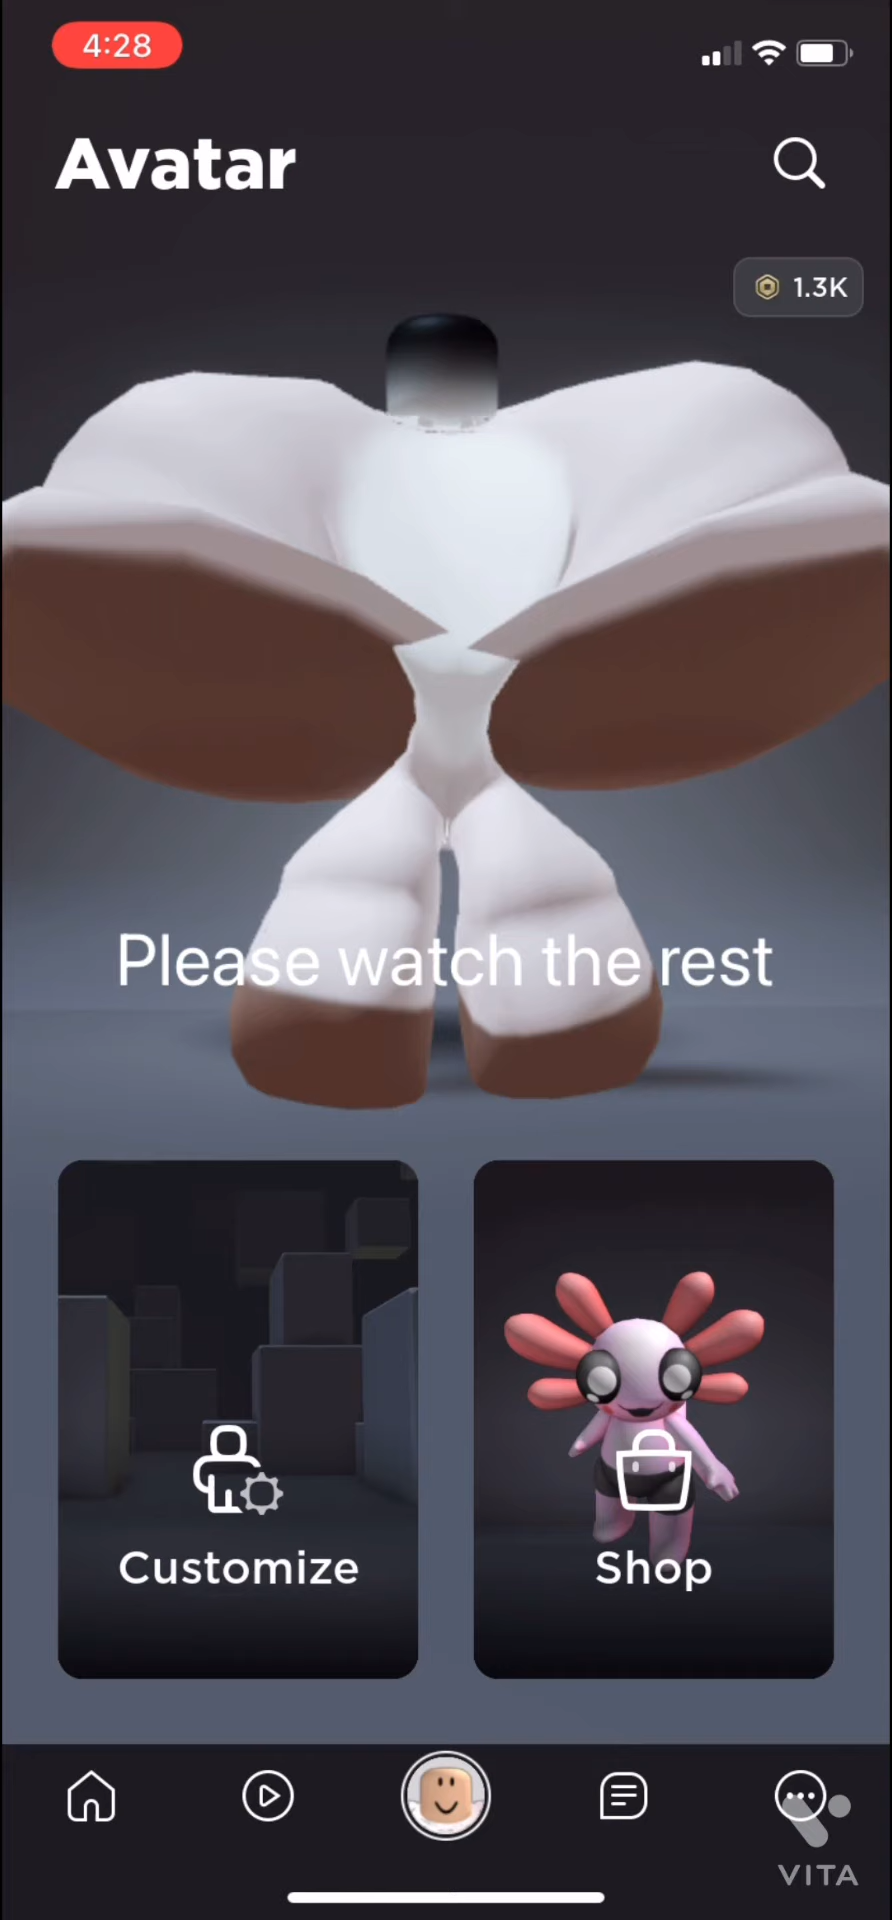 4:28
Avatar
1.3K
Please watch the rest
Customize
Shop
VITA